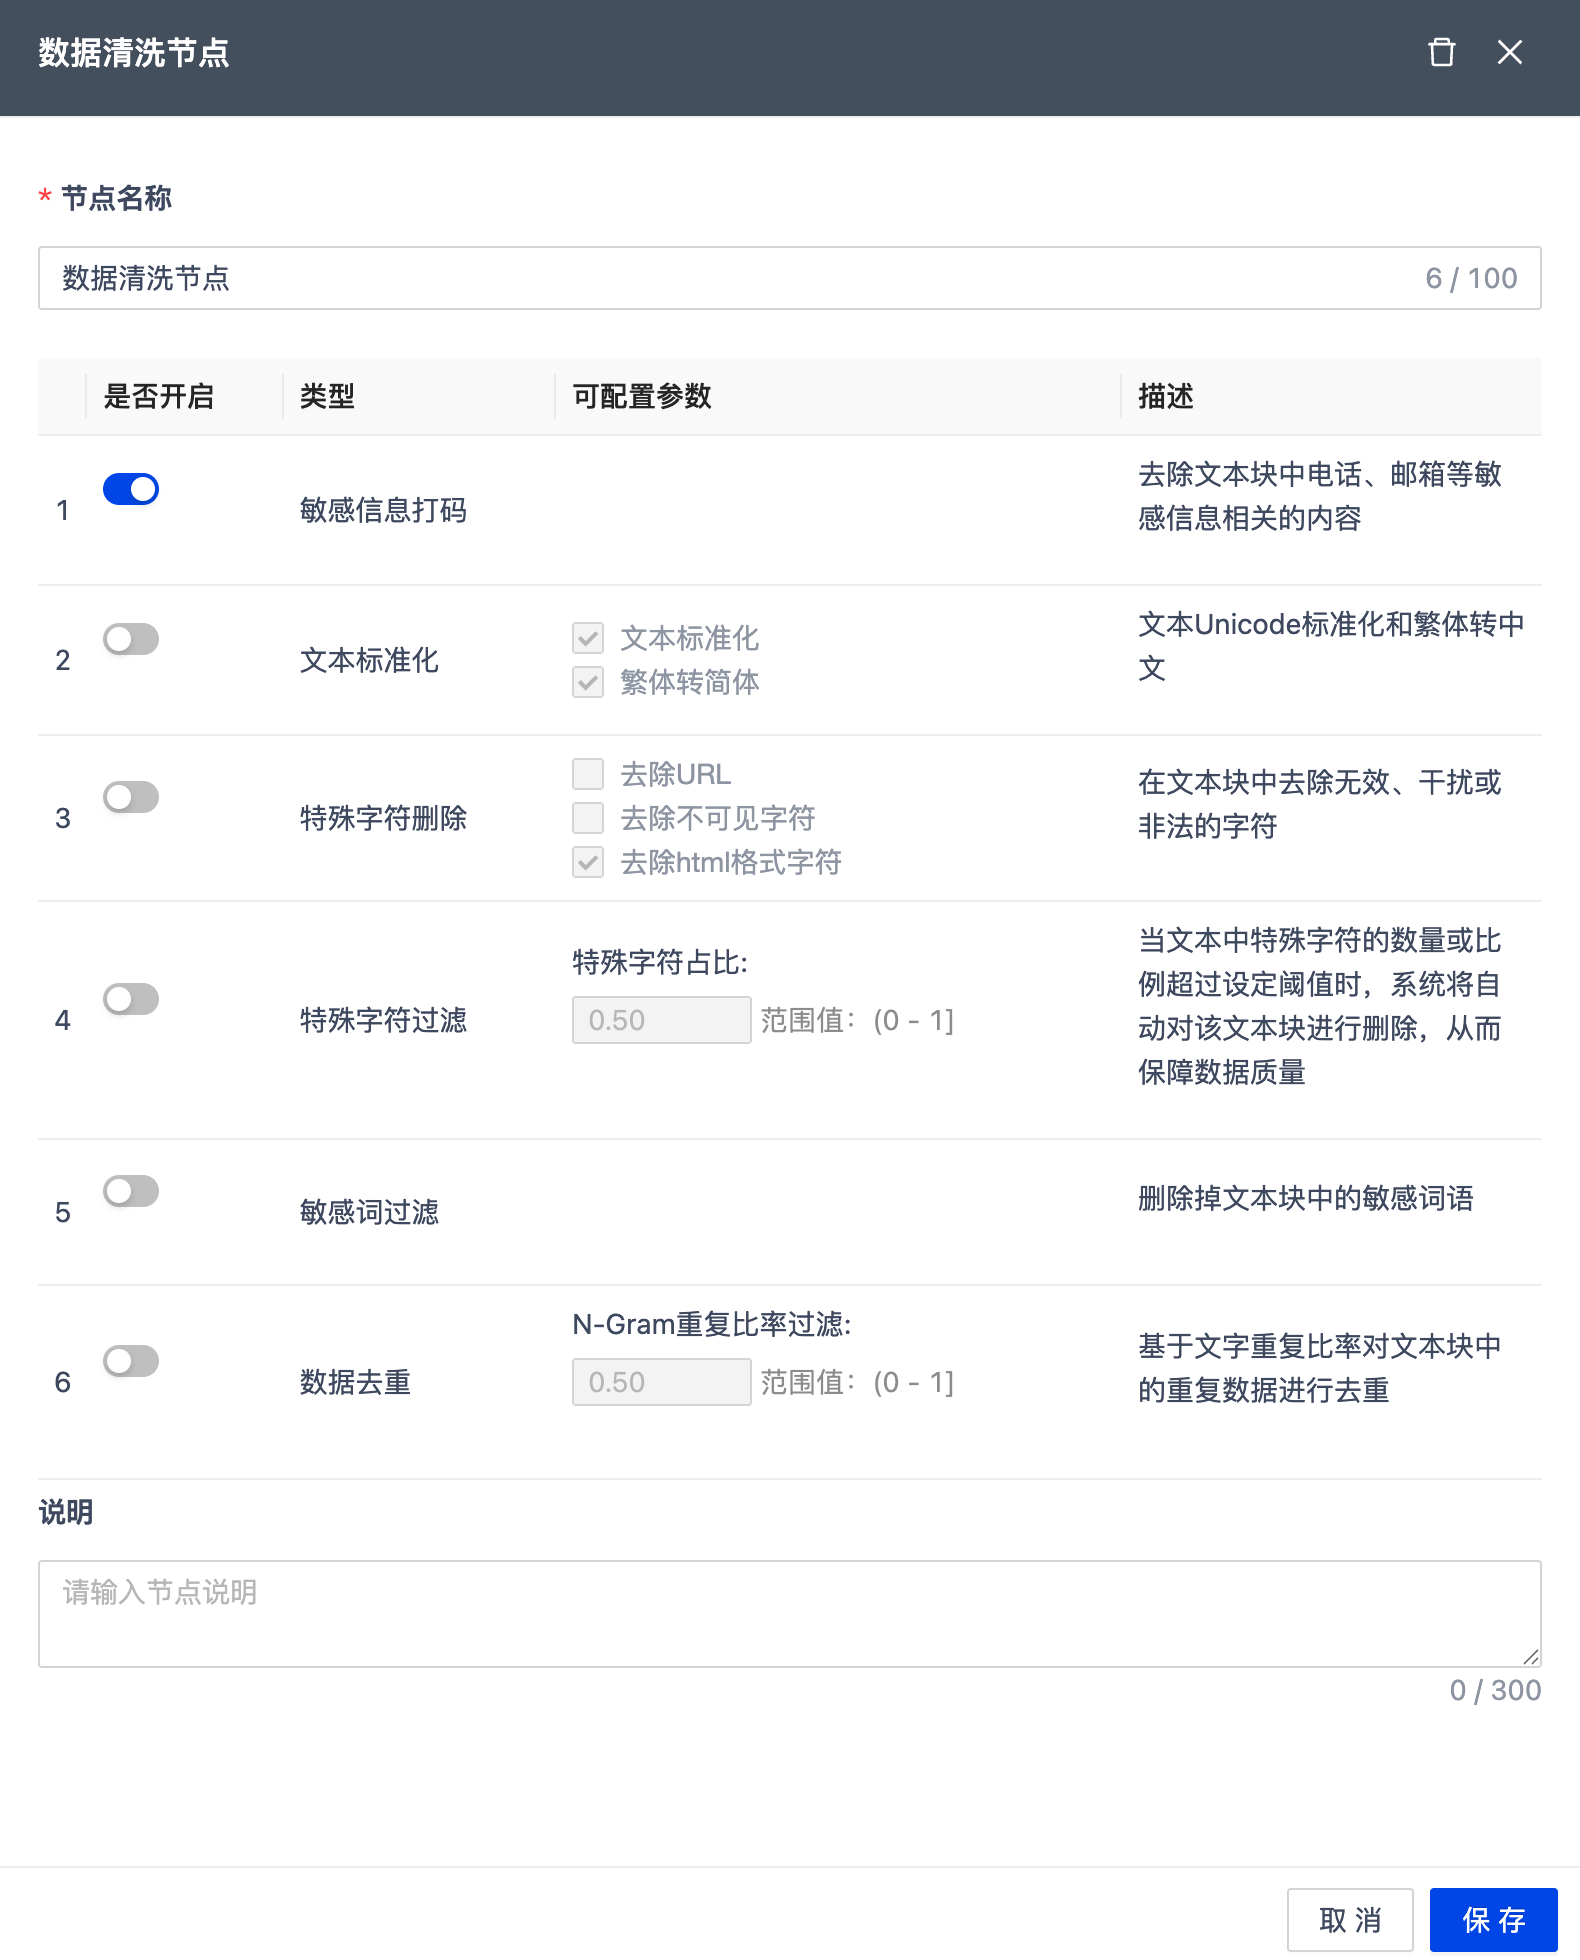 数据清洗节点
* 节点名称
数据清洗节点 6 / 100
是否开启 类型 可配置参数 描述
1 敏感信息打码 去除文本块中电话、邮箱等敏
感信息相关的内容
2 文本标准化 文本标准化
繁体转简体
文本Unicode标准化和繁体转中
文
3 特殊字符删除 去除URL
去除不可见字符
去除html格式字符
在文本块中去除无效、干扰或
非法的字符
4 特殊字符过滤 特殊字符占比:
0.50 范围值：(0 - 1]
当文本中特殊字符的数量或比
例超过设定阈值时，系统将自
动对该文本块进行删除，从而
保障数据质量
5 敏感词过滤 删除掉文本块中的敏感词语
6 数据去重 N-Gram重复比率过滤:
0.50 范围值：(0 - 1]
基于文字重复比率对文本块中
的重复数据进行去重
说明
请输入节点说明
0 / 300
取 消 保 存